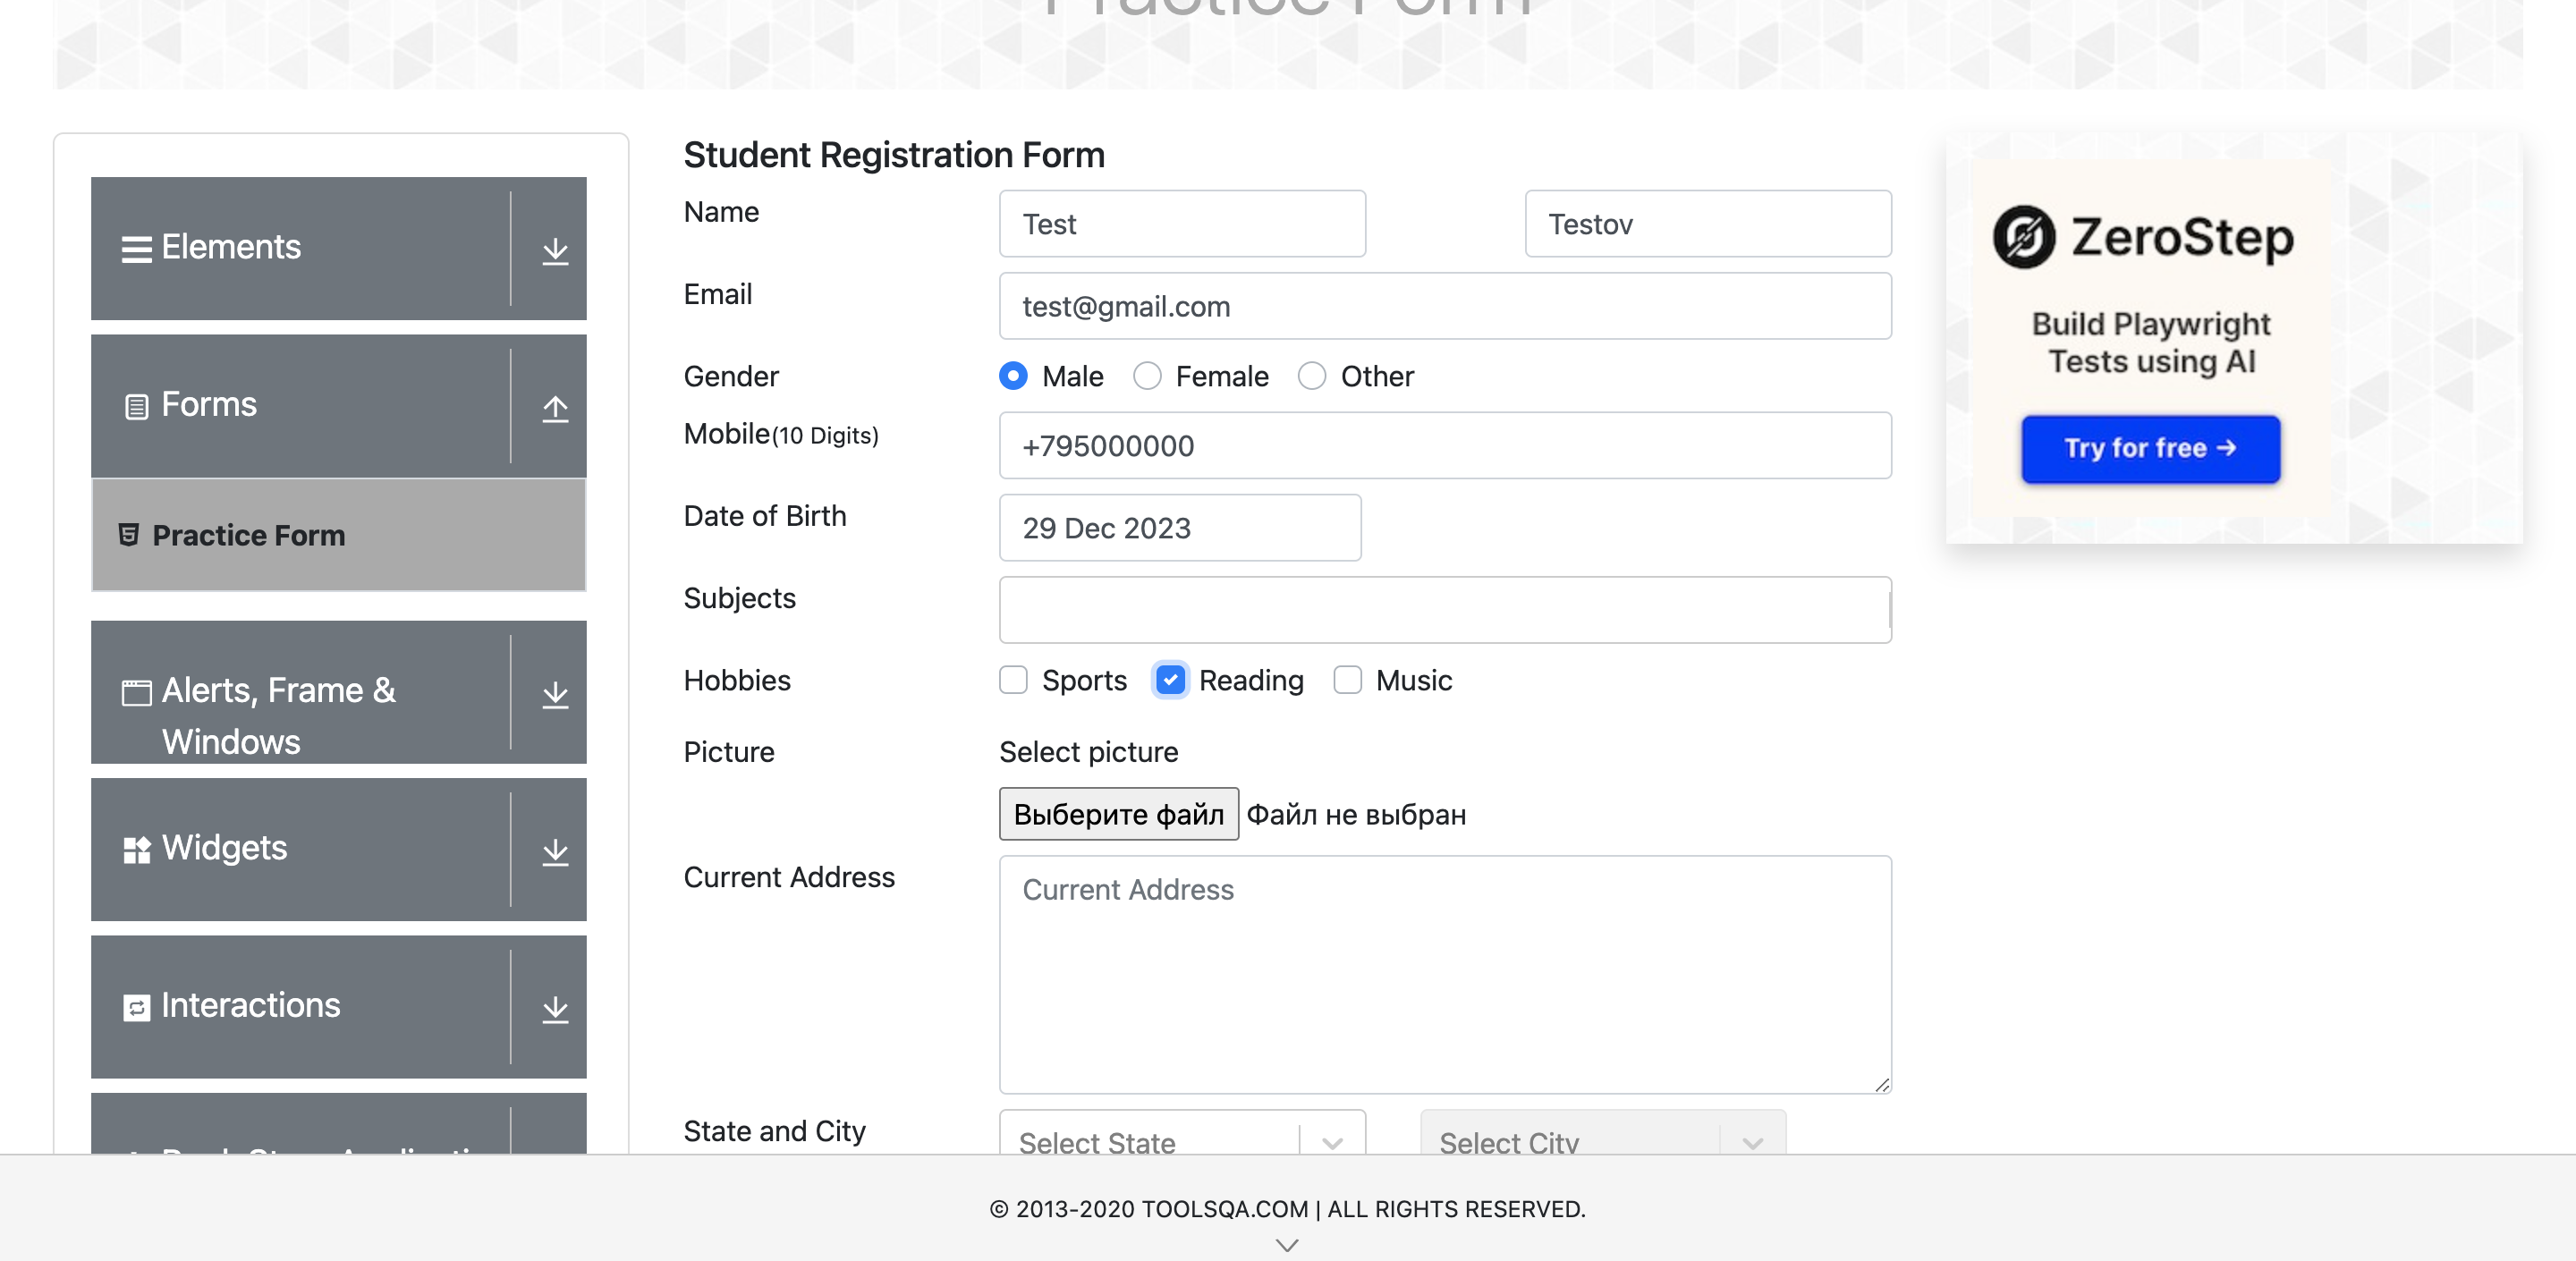 Practice Form
Elements
Forms
Practice Form
Alerts, Frame &
Windows
Widgets
Interactions
Student Registration Form
Name
Test
Testov
Email
test@gmail.com
Gender
Male
Female
Other
Mobile(10 Digits)
+795000000
Date of Birth
29 Dec 2023
Subjects
Hobbies
Sports
Reading
Music
Picture
Select picture
Выберите файл
Файл не выбран
Current Address
Current Address
State and City
Select State
Select City
ZeroStep
Build Playwright
Tests using AI
Try for free →
© 2013-2020 TOOLSQA.COM | ALL RIGHTS RESERVED.